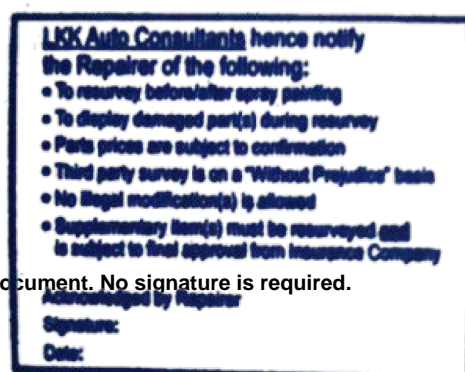 LKK Auto Consultants hence notify
the Repairer of the following:
• To resurvey before/after spray painting
• To display damaged part(s) during resurvey
• Parts prices are subject to confirmation
• Third party survey is on a "Without Prejudice" basis
• No illegal modification(s) is allowed
• Supplementary item(s) must be resurveyed and
is subject to final approval from Insurance Company
ocument. No signature is required.
Acknowledged by Repairer
Signature:
Date: